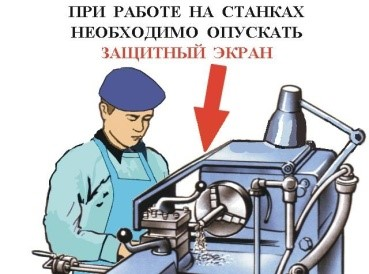 ПРИ РАБОТЕ НА СТАНКАХ
НЕОБХОДИМО ОПУСКАТЬ
ЗАЩИТНЫЙ ЭКРАН